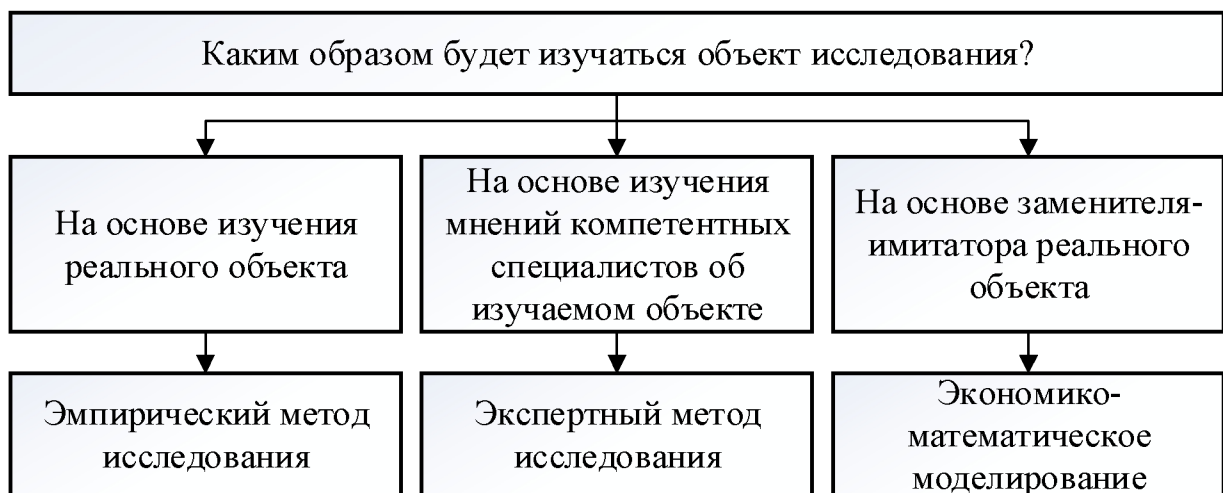 Каким образом будет изучаться объект исследования?
На основе изучения
реального объекта
На основе изучения
мнений компетентных
специалистов об
изучаемом объекте
На основе заменителя-
имитатора реального
объекта
Эмпирический метод
исследования
Экспертный метод
исследования
Экономико-
математическое
моделирование